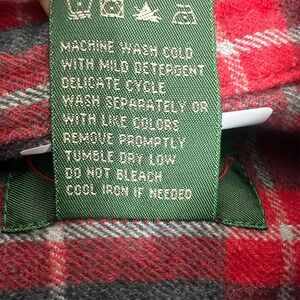 MACHINE WASH COLD
WITH MILD DETERGENT
DELICATE CYCLE
WASH SEPARATELY OR
WITH LIKE COLORS
REMOVE PROMPTLY
TUMBLE DRY LOW
DO NOT BLEACH
COOL IRON IF NEEDED